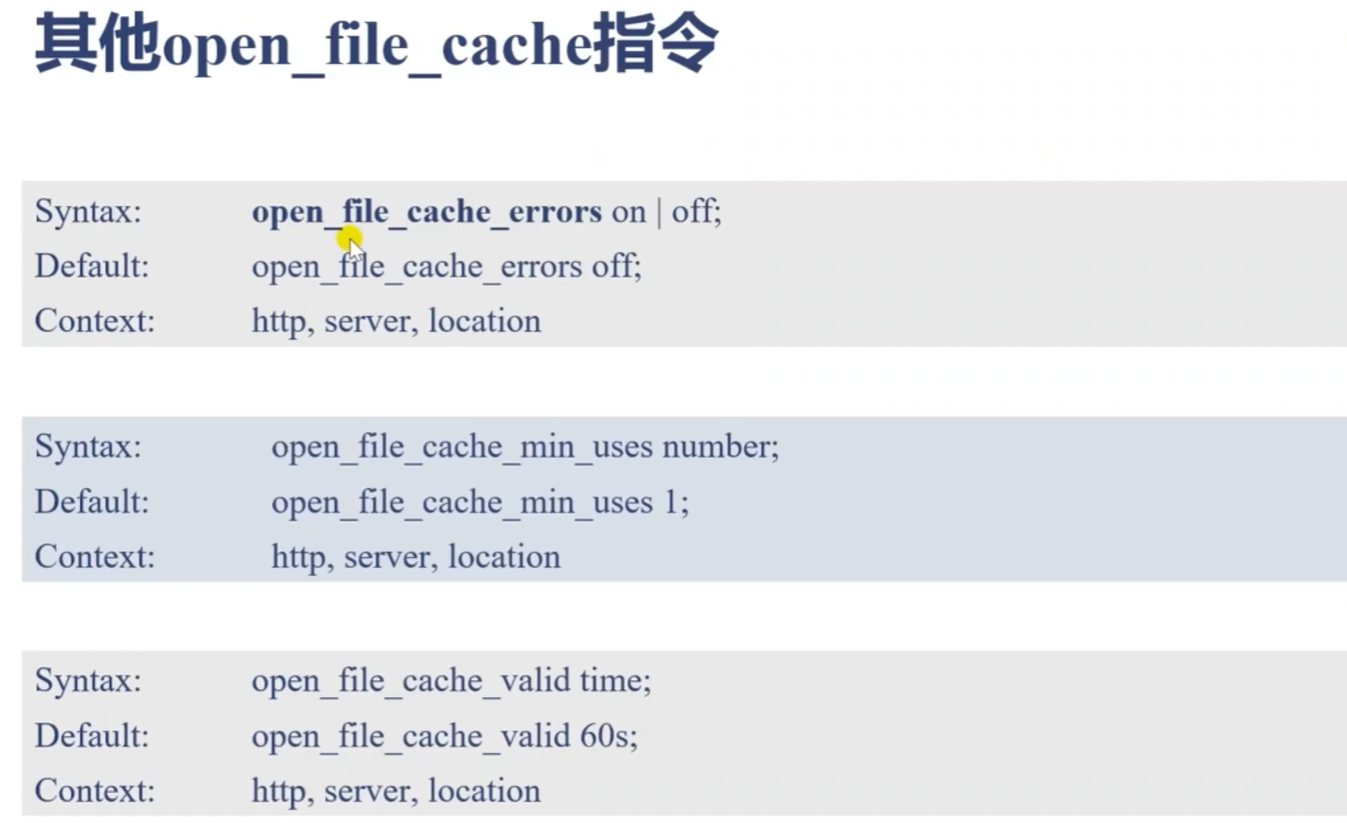 其他open_file_cache指令
Syntax: open_file_cache_errors on | off;
Default: open_file_cache_errors off;
Context: http, server, location
Syntax: open_file_cache_min_uses number;
Default: open_file_cache_min_uses 1;
Context: http, server, location
Syntax: open_file_cache_valid time;
Default: open_file_cache_valid 60s;
Context: http, server, location